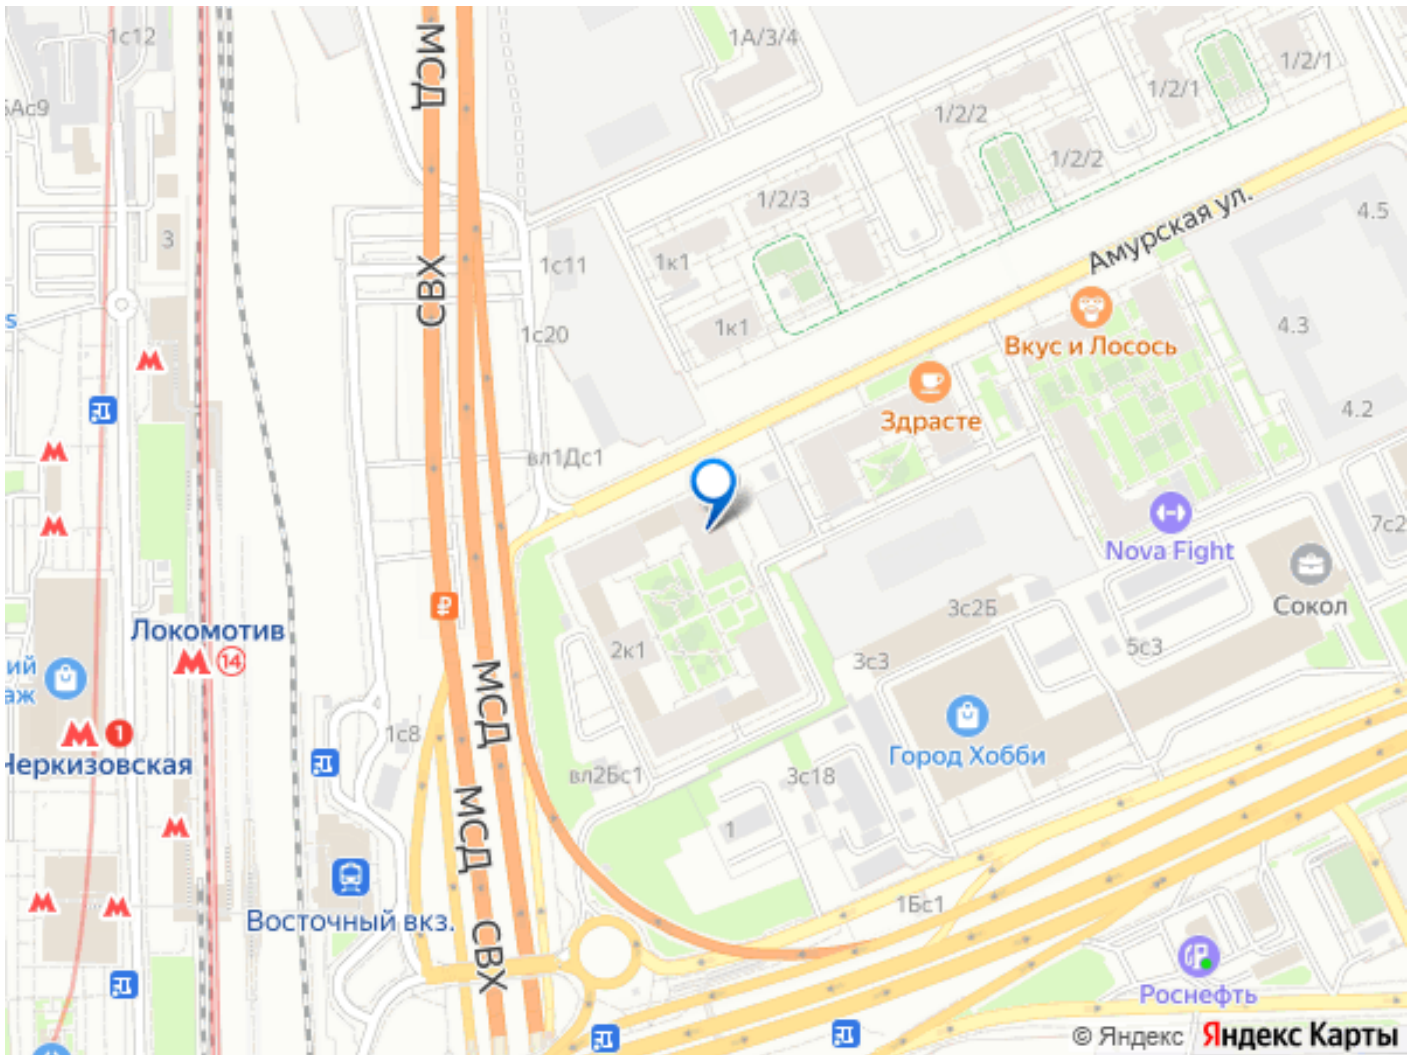 1с12
МСД
1А/3/4
1/2/1
1/2/1
5Ас9
1/2/2
1/2/2
1/2/3
4.5
3
Амурская ул.
1с11
1к1
СВХ
s
1с20
1к1
Вкус и Лосось
4.3
Здрасте
4.2
вл1Дс1
7с2
Nova Fight
3с2Б
Сокол
Локомотив
14
2к1
3с3
5с3
ий
аж
МСД
1
1с8
Черкизовская
Город Хобби
вл2Бс1
3с18
МСД
1
1Бс1
Восточный вкз.
СВХ
Роснефть
© Яндекс
Яндекс Карты